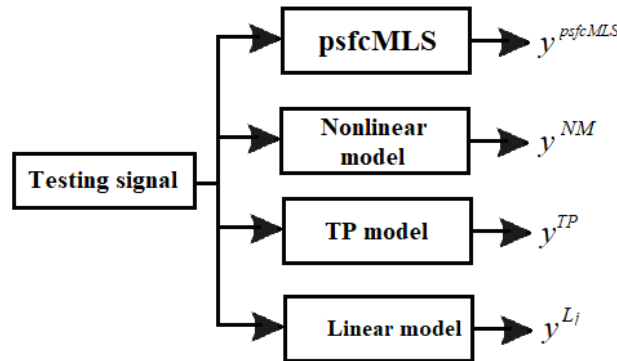 psfcMLS
y^{psfcMLS}
Nonlinear
model
y^{NM}
Testing signal
TP model
y^{TP}
Linear model
y^{L_j}